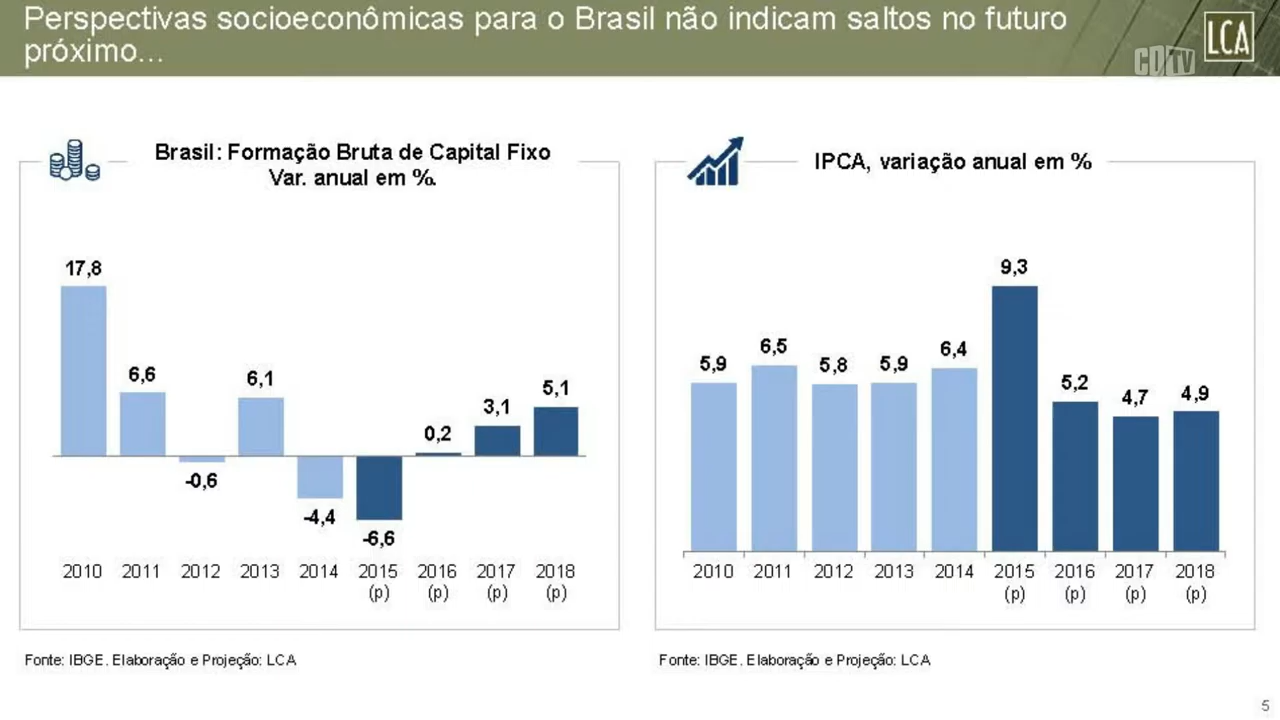 Perspectivas socioeconômicas para o Brasil não indicam saltos no futuro
próximo...
LCA
CDTV
Brasil: Formação Bruta de Capital Fixo
Var. anual em %.
17,8
6,6
-0,6
6,1
-4,4
-6,6
0,2
3,1
5,1
2010 2011 2012 2013 2014 2015 2016 2017 2018
(p) (p) (p) (p)
Fonte: IBGE. Elaboração e Projeção: LCA
IPCA, variação anual em %
5,9
6,5
5,8
5,9
6,4
9,3
5,2
4,7
4,9
2010 2011 2012 2013 2014 2015 2016 2017 2018
(p) (p) (p) (p)
Fonte: IBGE. Elaboração e Projeção: LCA
5